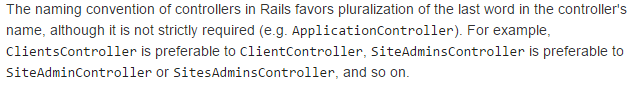 The naming convention of controllers in Rails favors pluralization of the last word in the controller's
name, although it is not strictly required (e.g. ApplicationController). For example,
ClientsController is preferable to ClientController, SiteAdminsController is preferable to
SiteAdminController or SitesAdminsController, and so on.